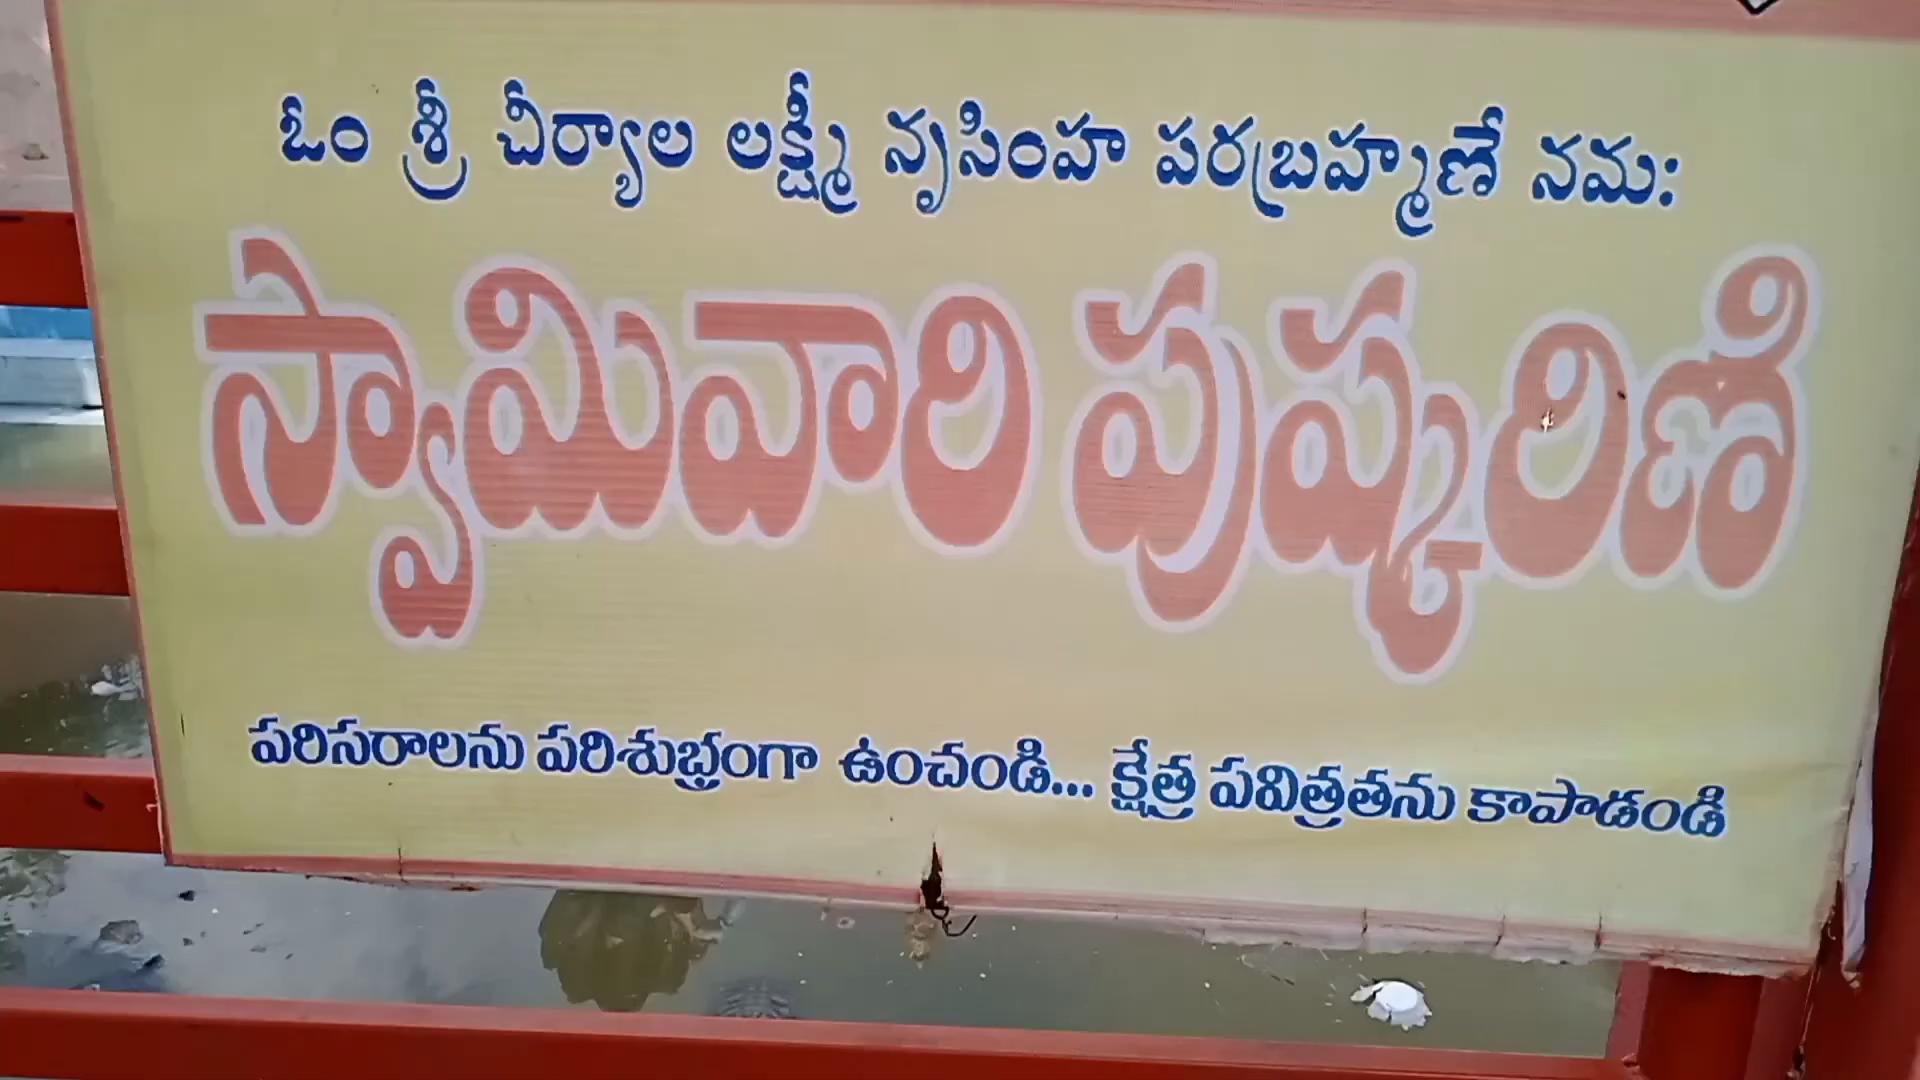 ఓం శ్రీ చీర్యాల లక్ష్మీ నృసింహ పరబ్రహ్మణే నమ:
స్వామివారి పుష్కరిణి
పరిసరాలను పరిశుభ్రంగా ఉంచండి... క్షేత్ర పవిత్రతను కాపాడండి